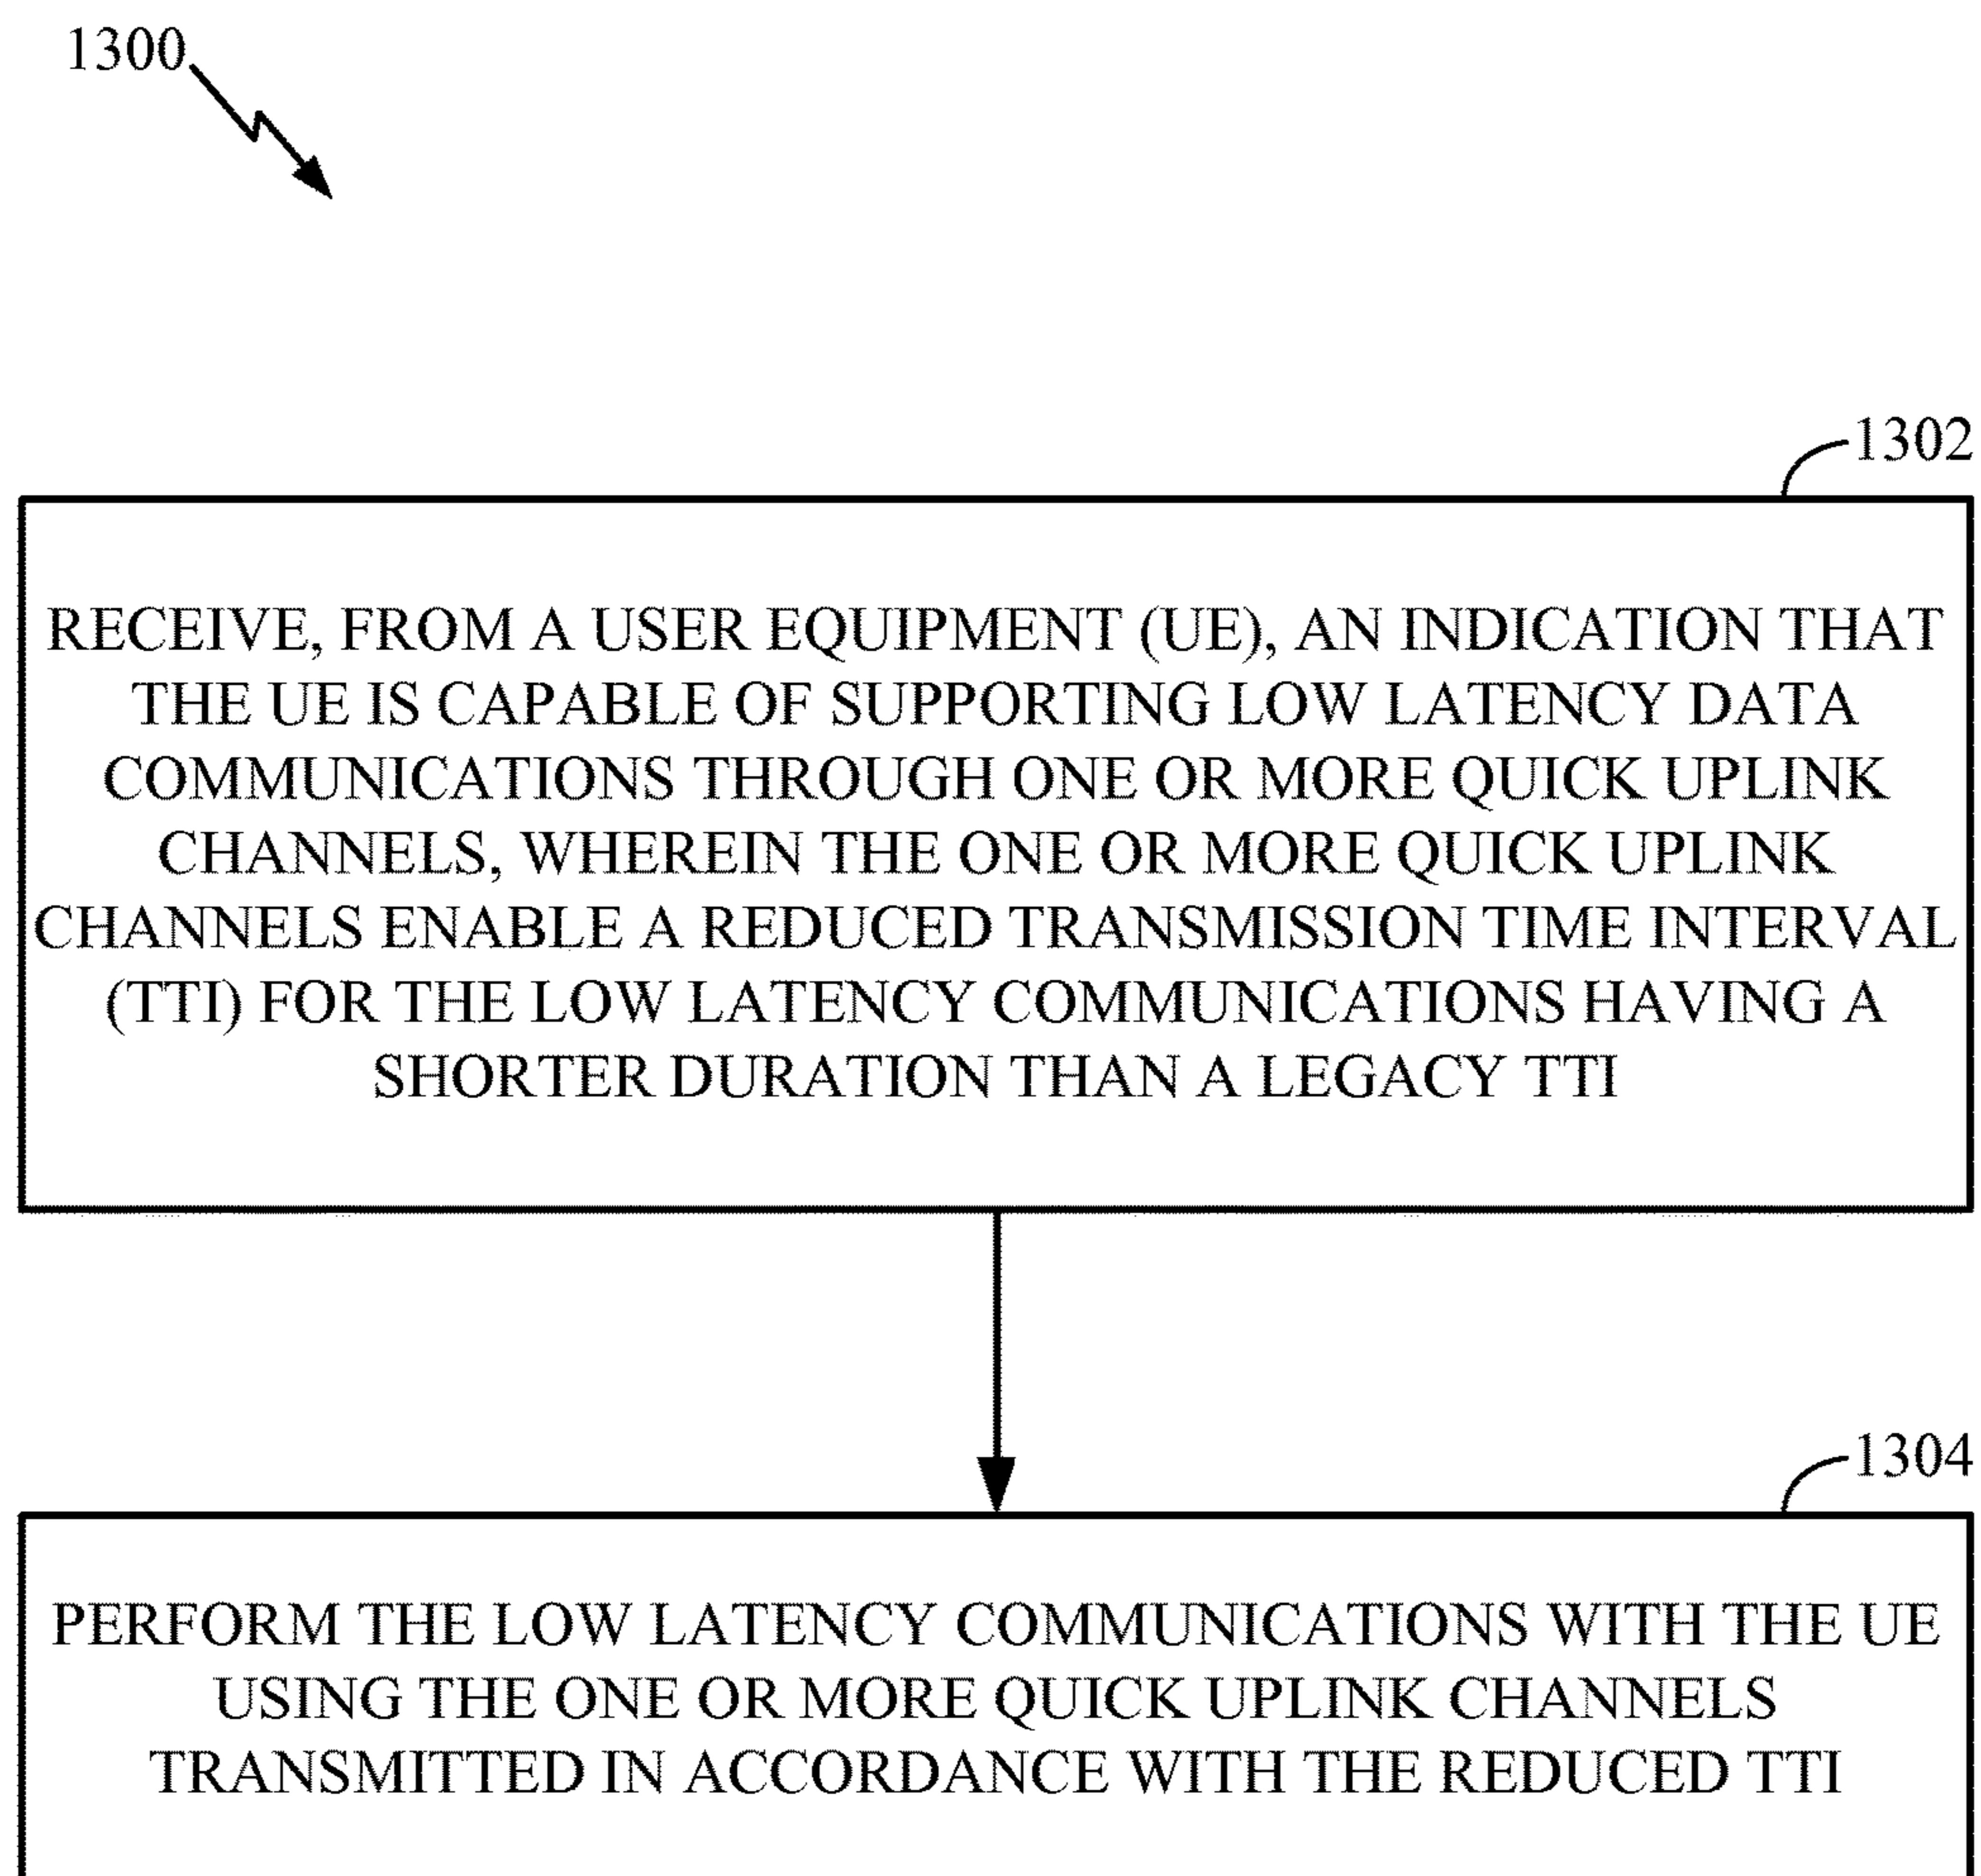 1300
1302
RECEIVE, FROM A USER EQUIPMENT (UE), AN INDICATION THAT
THE UE IS CAPABLE OF SUPPORTING LOW LATENCY DATA
COMMUNICATIONS THROUGH ONE OR MORE QUICK UPLINK
CHANNELS, WHEREIN THE ONE OR MORE QUICK UPLINK
CHANNELS ENABLE A REDUCED TRANSMISSION TIME INTERVAL
(TTI) FOR THE LOW LATENCY COMMUNICATIONS HAVING A
SHORTER DURATION THAN A LEGACY TTI
1304
PERFORM THE LOW LATENCY COMMUNICATIONS WITH THE UE
USING THE ONE OR MORE QUICK UPLINK CHANNELS
TRANSMITTED IN ACCORDANCE WITH THE REDUCED TTI